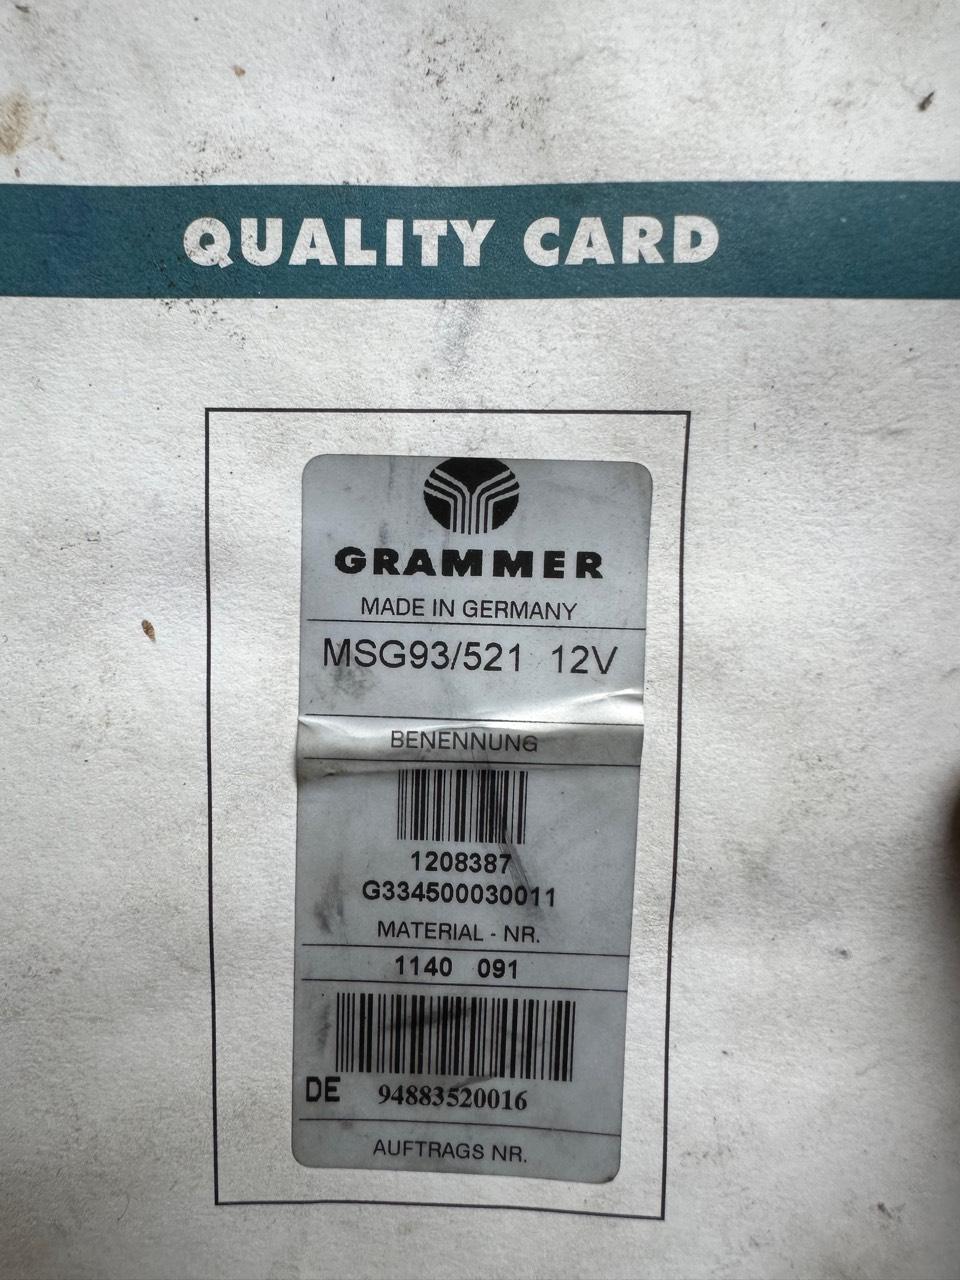 QUALITY CARD
GRAMMER
MADE IN GERMANY
MSG93/521 12V
BENENNUNG
1208387
G334500030011
MATERIAL - NR.
1140 091
DE 94883520016
AUFTRAGS NR.